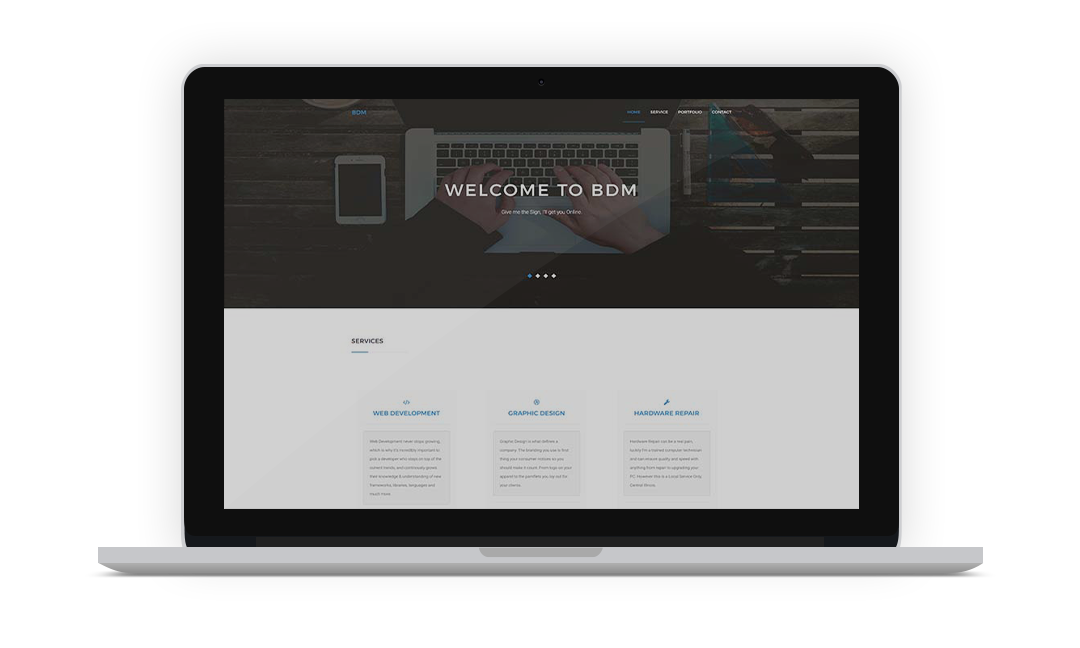 BDM
HOME SERVICE PORTFOLIO CONTACT
WELCOME TO BDM
Give me the Sign, I'll get you Online.
SERVICES
WEB DEVELOPMENT
Web Development never stops growing,
which is why it's incredibly important to
pick a developer who stays on top of the
current trends, and continously grows
their knowledge & understanding of new
frameworks, libraries, languages and
much more.
GRAPHIC DESIGN
Graphic Design is what defines a
company. The branding you use is first
thing your consumer notices so you
should make it count. From logo on your
apparel to the pamflets you set out for
your clients.
HARDWARE REPAIR
Hardware Repair can be a real pain,
luckily I'm a trained computer technician
and can ensure quality and speed with
anything from repair to upgrading your
PC. However this is a Local Service Only,
Central Illinois.